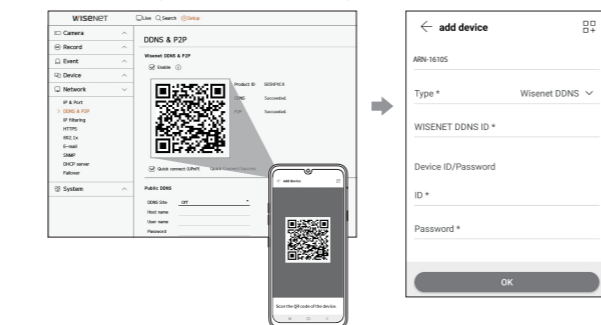 WISENET
Live Search Setup
Camera
Record
Event
Device
Network
IP & Port
DDNS & P2P
IP filtering
HTTPS
802.1x
E-mail
SNMP
DHCP server
Failover
System
DDNS & P2P
Wisenet DDNS & P2P
Enable
Product ID
Succeeded.
P2P Succeeded.
Quick connect (UPnP)
Public DDNS
DDNS Site Off
Host name
User name
Password
Add device
Scan the QR code of the device.
add device
ARN-1610S
Type * Wisenet DDNS
WISENET DDNS ID *
Device ID/Password
ID *
Password *
OK